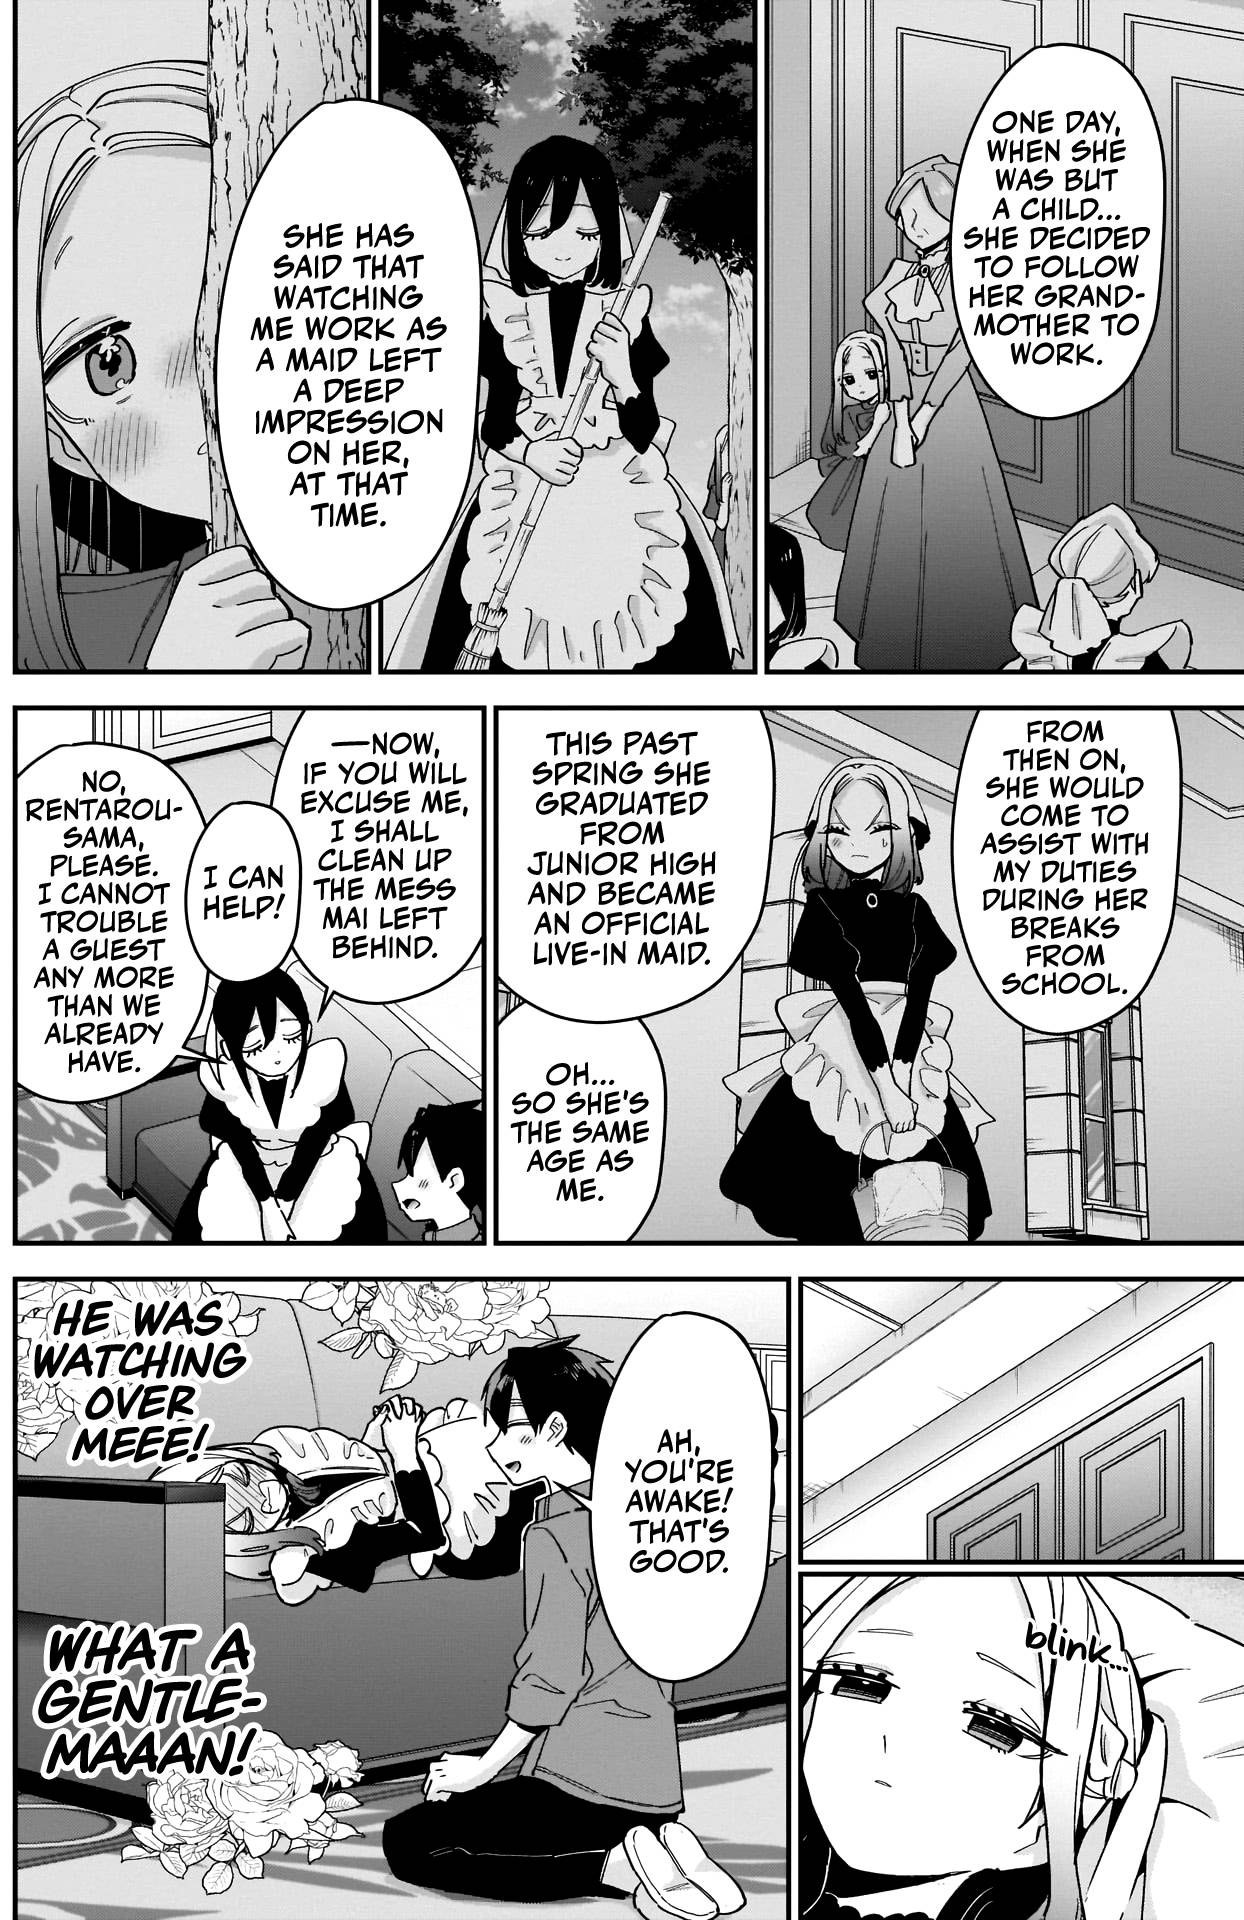 ONE DAY,
WHEN SHE
WAS BUT
A CHILD...
SHE DECIDED
TO FOLLOW
HER GRAND-
MOTHER TO
WORK.
SHE HAS
SAID THAT
WATCHING
ME WORK AS
A MAID LEFT
A DEEP
IMPRESSION
ON HER,
AT THAT
TIME.
FROM
THEN ON,
SHE WOULD
COME TO
ASSIST WITH
MY DUTIES
DURING HER
BREAKS
FROM
SCHOOL.
THIS PAST
SPRING SHE
GRADUATED
FROM
JUNIOR HIGH
AND BECAME
AN OFFICIAL
LIVE-IN MAID.
OH...
SO SHE'S
THE SAME
AGE AS
ME.
—NOW,
IF YOU WILL
EXCUSE ME,
I SHALL
CLEAN UP
THE MESS
MAI LEFT
BEHIND.
I CAN
HELP!
NO,
RENTAROU-
SAMA,
PLEASE.
I CANNOT
TROUBLE
A GUEST
ANY MORE
THAN WE
ALREADY
HAVE.
blink...
AH,
YOU'RE
AWAKE!
THAT'S
GOOD.
HE WAS
WATCHING
OVER
MEEE!
WHAT A
GENTLE-
MAAAN!